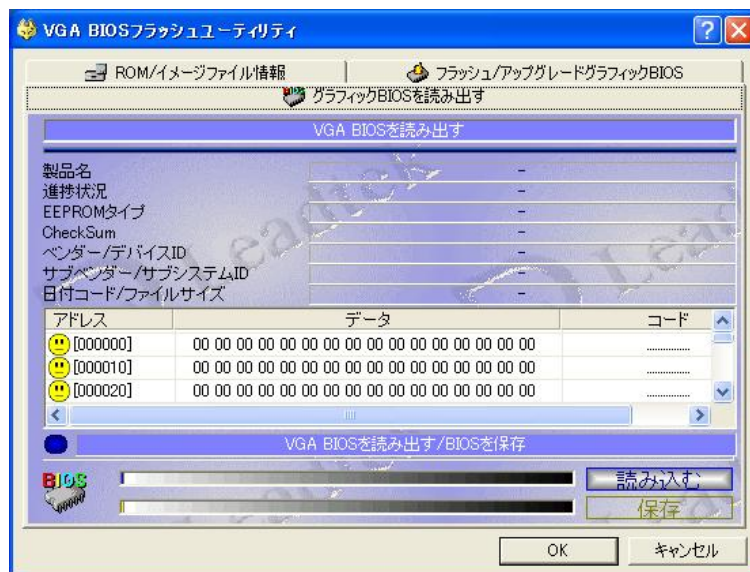 VGA BIOSフラッシュユーティリティ
ROM/イメージファイル情報
フラッシュ/アップグレードグラフィックBIOS
グラフィックBIOSを読み出す
VGA BIOSを読み出す
製品名 -
進捗状況 -
EEPROMタイプ -
CheckSum -
ベンダー/デバイスID -
サブベンダー/サブシステムID -
日付コード/ファイルサイズ -
Leadtek
Lead
アドレス データ コード
[000000] 00 00 00 00 00 00 00 00 00 00 00 00 00 00 00 00 ................
[000010] 00 00 00 00 00 00 00 00 00 00 00 00 00 00 00 00 ................
[000020] 00 00 00 00 00 00 00 00 00 00 00 00 00 00 00 00 ................
VGA BIOSを読み出す/BIOSを保存
BIOS
読み込む
保存
OK キャンセル